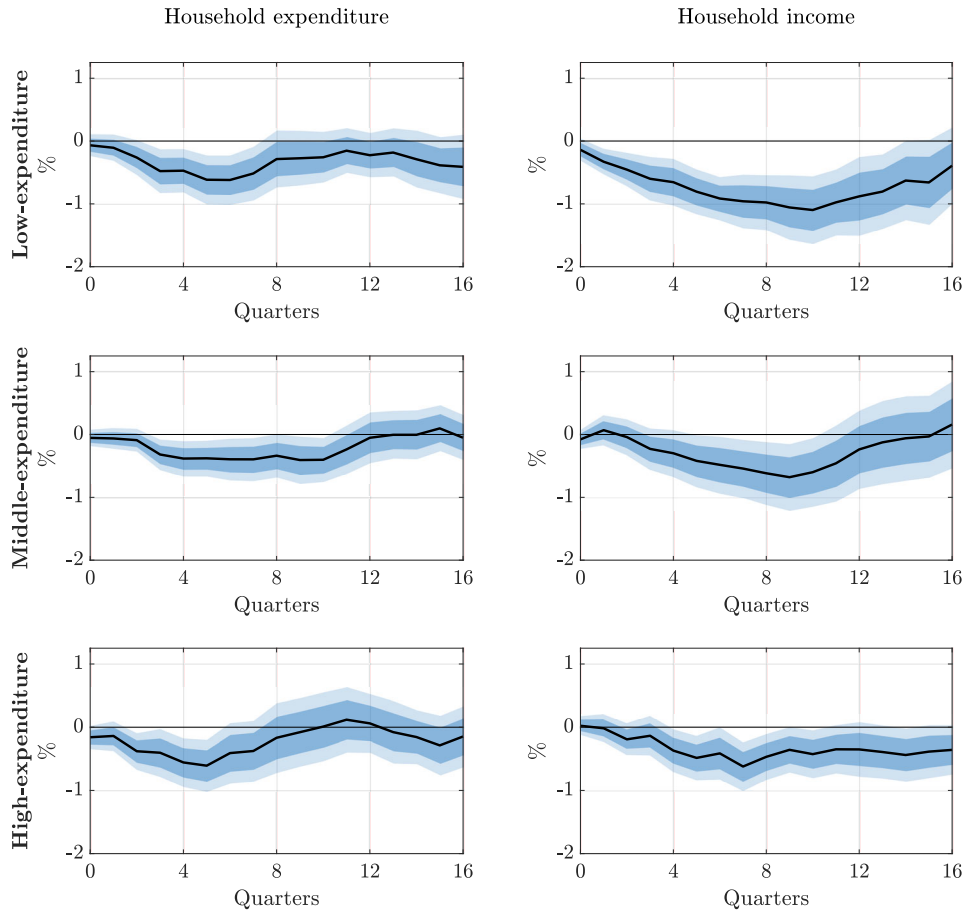 Household expenditure
Household income
Low-expenditure
%
1
0
-1
-2
0 4 8 12 16
Quarters
%
1
0
-1
-2
0 4 8 12 16
Quarters
Middle-expenditure
%
1
0
-1
-2
0 4 8 12 16
Quarters
%
1
0
-1
-2
0 4 8 12 16
Quarters
High-expenditure
%
1
0
-1
-2
0 4 8 12 16
Quarters
%
1
0
-1
-2
0 4 8 12 16
Quarters